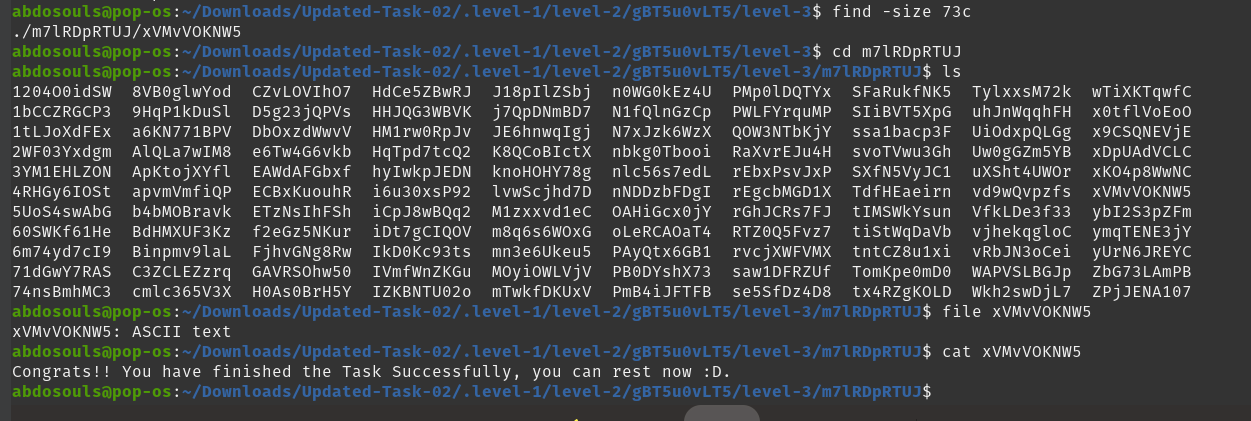 abdosouls@pop-os:~/Downloads/Updated-Task-02/.level-1/level-2/gBT5u0vLT5/level-3$ find -size 73c
./m7lRDpRTUJ/xVMvVOKNW5
abdosouls@pop-os:~/Downloads/Updated-Task-02/.level-1/level-2/gBT5u0vLT5/level-3$ cd m7lRDpRTUJ
abdosouls@pop-os:~/Downloads/Updated-Task-02/.level-1/level-2/gBT5u0vLT5/level-3/m7lRDpRTUJ$ ls
1204O0idSW  8VB0glwYod  CZvLOVIhO7  HdCe5ZBwRJ  J18pIlZSbj  n0WG0kEz4U  PMp0lDQTYx  SFaRukfNK5  TylxxsM72k  wTiXKTqwfC
1bCCZRGCP3  9HqP1kDuSl  D5g23jQPVs  HHJQG3WBVK  j7QpDNmBD7  N1fQlnGzCp  PWLFYrquMP  SIiBVT5XpG  uhJnWqqhFH  x0tflVoEoO
1tLJoXdFEx  a6KN771BPV  DbOxzdWwvV  HM1rw0RpJv  JE6hnwqIgj  N7xJzk6WzX  QOW3NTbKjY  ssa1bacp3F  UiOdxpQLGg  x9CSQNEVjE
2WF03Yxdgm  AlQLa7wIM8  e6Tw4G6vkb  HqTpd7tcQ2  K8QCoBIctX  nbkg0Tbooi  RaXvrEJu4H  svoTVwu3Gh  Uw0gGZm5YB  xDpUAdVCLC
3YM1EHLZON  ApKtojXYfl  EAWdAFGbxf  hyIwkpJEDN  knoHOHY78g  nlc56s7edL  rEbxPsvJxP  SXfN5VyJC1  uXSht4UWOr  xKO4p8WwNC
4RHGy6IOSt  apvmVmfiQP  ECBxKuouhR  i6u30xsP92  lvwScjhd7D  nNDDzbFDgI  rEgcbMGD1X  TdfHEaeirn  vd9wQvpzfs  xVMvVOKNW5
5UoS4swAbG  b4bMOBravk  ETzNsIhFSh  iCpJ8wBQq2  M1zxxvd1eC  OAHiGcx0jY  rGhJCRs7FJ  tIMSWkYsun  VfkLDe3f33  ybI2S3pZFm
60SWKf61He  BdHMXUF3Kz  f2eGz5NKur  iDt7gCIQOV  m8q6s6WOxG  oLeRCAOaT4  RTZ0Q5Fvz7  tiStWqDaVb  vjhekqgloC  ymqTENE3jY
6m74yd7cI9  Binpmv9laL  FjhvGNg8Rw  IkD0Kc93ts  mn3e6Ukeu5  PAyQtx6GB1  rvcjXWFVMX  tntCZ8u1xi  vRbJN3oCei  yUrN6JREYC
71dGwY7RAS  C3ZCLEZzrq  GAVRSOhw50  IVmfWnZKGu  MOyiOWLVjV  PB0DYshX73  saw1DFRZUf  TomKpe0mD0  WAPVSLBGJp  ZbG73LAmPB
74nsBmhMC3  cmlc365V3X  H0As0BrH5Y  IZKBNTU02o  mTwkfDKUxV  PmB4iJFTFB  se5SfDz4D8  tx4RZgKOLD  Wkh2swDjL7  ZPjJENA107
abdosouls@pop-os:~/Downloads/Updated-Task-02/.level-1/level-2/gBT5u0vLT5/level-3/m7lRDpRTUJ$ file xVMvVOKNW5
xVMvVOKNW5: ASCII text
abdosouls@pop-os:~/Downloads/Updated-Task-02/.level-1/level-2/gBT5u0vLT5/level-3/m7lRDpRTUJ$ cat xVMvVOKNW5
Congrats!! You have finished the Task Successfully, you can rest now :D.
abdosouls@pop-os:~/Downloads/Updated-Task-02/.level-1/level-2/gBT5u0vLT5/level-3/m7lRDpRTUJ$